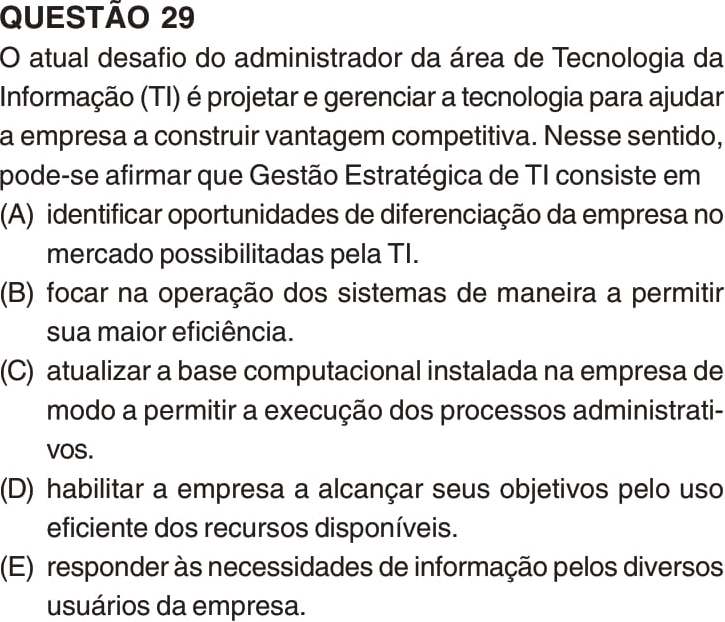 QUESTÃO 29
O atual desafio do administrador da área de Tecnologia da
Informação (TI) é projetar e gerenciar a tecnologia para ajudar
a empresa a construir vantagem competitiva. Nesse sentido,
pode-se afirmar que Gestão Estratégica de TI consiste em
(A) identificar oportunidades de diferenciação da empresa no
mercado possibilitadas pela TI.
(B) focar na operação dos sistemas de maneira a permitir
sua maior eficiência.
(C) atualizar a base computacional instalada na empresa de
modo a permitir a execução dos processos administrati-
vos.
(D) habilitar a empresa a alcançar seus objetivos pelo uso
eficiente dos recursos disponíveis.
(E) responder às necessidades de informação pelos diversos
usuários da empresa.